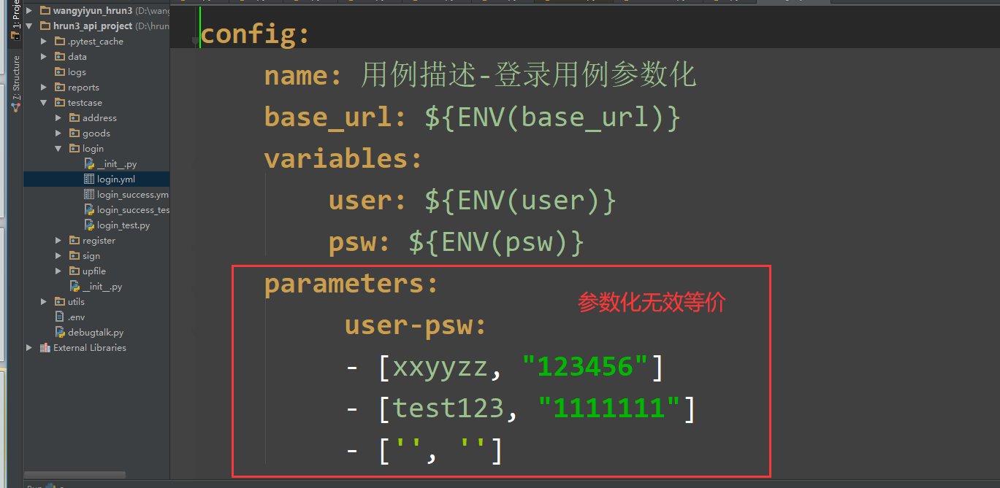 1: Proje
7: Structure
wangyiyun_hrun3 (D:\wang
hrun3_api_project (D:\hrun
.pytest_cache
data
logs
reports
testcase
address
goods
login
__init__.py
login.yml
login_success.ym
login_success_tes
login_test.py
register
sign
upfile
__init__.py
utils
.env
debugtalk.py
External Libraries
config:
name: 用例描述-登录用例参数化
base_url: ${ENV(base_url)}
variables:
user: ${ENV(user)}
psw: ${ENV(psw)}
parameters:
参数化无效等价
user-psw:
- [xxyyzz, "123456"]
- [test123, "1111111"]
- ['', '']